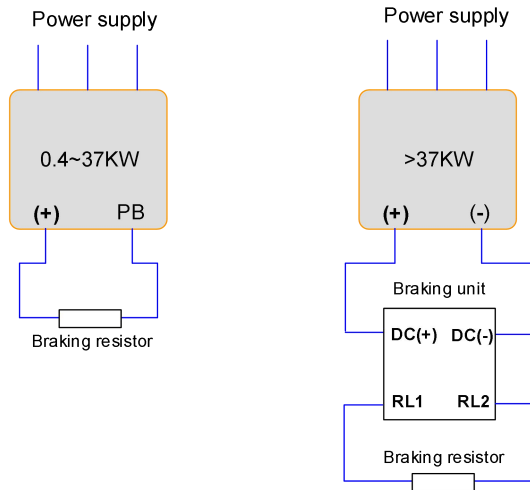 Power supply
0.4~37KW
(+) PB
Braking resistor
Power supply
>37KW
(+) (-)
Braking unit
DC(+) DC(-)
RL1 RL2
Braking resistor